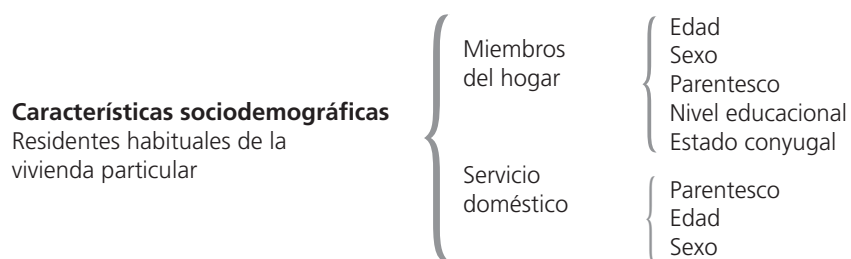 Características sociodemográficas
Residentes habituales de la
vivienda particular
Miembros
del hogar
Edad
Sexo
Parentesco
Nivel educacional
Estado conyugal
Servicio
doméstico
Parentesco
Edad
Sexo